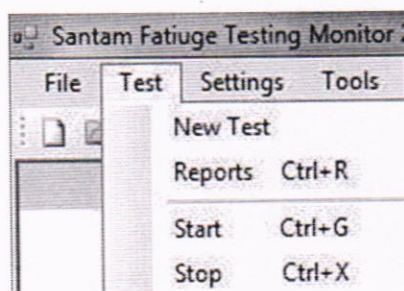 Santam Fatiuge Testing Monitor
File Test Settings Tools
New Test
Reports Ctrl+R
Start Ctrl+G
Stop Ctrl+X